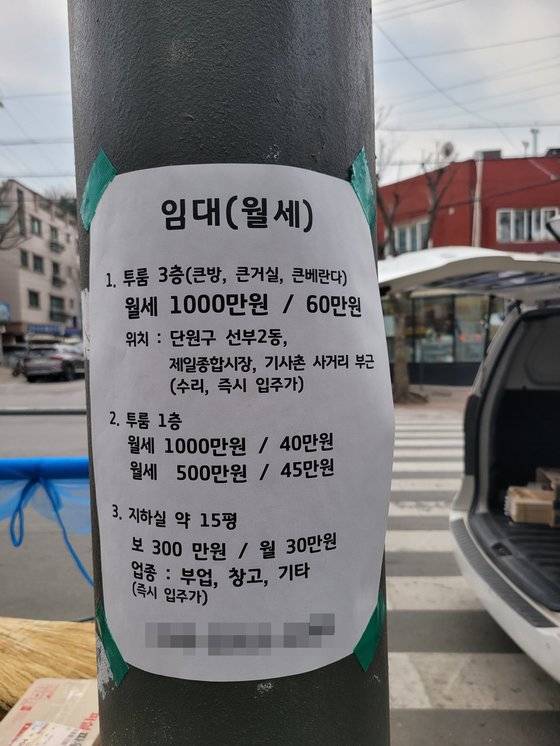 임대(월세)
1. 투룸 3층(큰방, 큰거실, 큰베란다)
월세 1000만원 / 60만원
위치 : 단원구 선부2동,
제일종합시장, 기사촌 사거리 부근
(수리, 즉시 입주가)
2. 투룸 1층
월세 1000만원 / 40만원
월세 500만원 / 45만원
3. 지하실 약 15평
보 300 만원 / 월 30만원
업종 : 부업, 창고, 기타
(즉시 입주가)